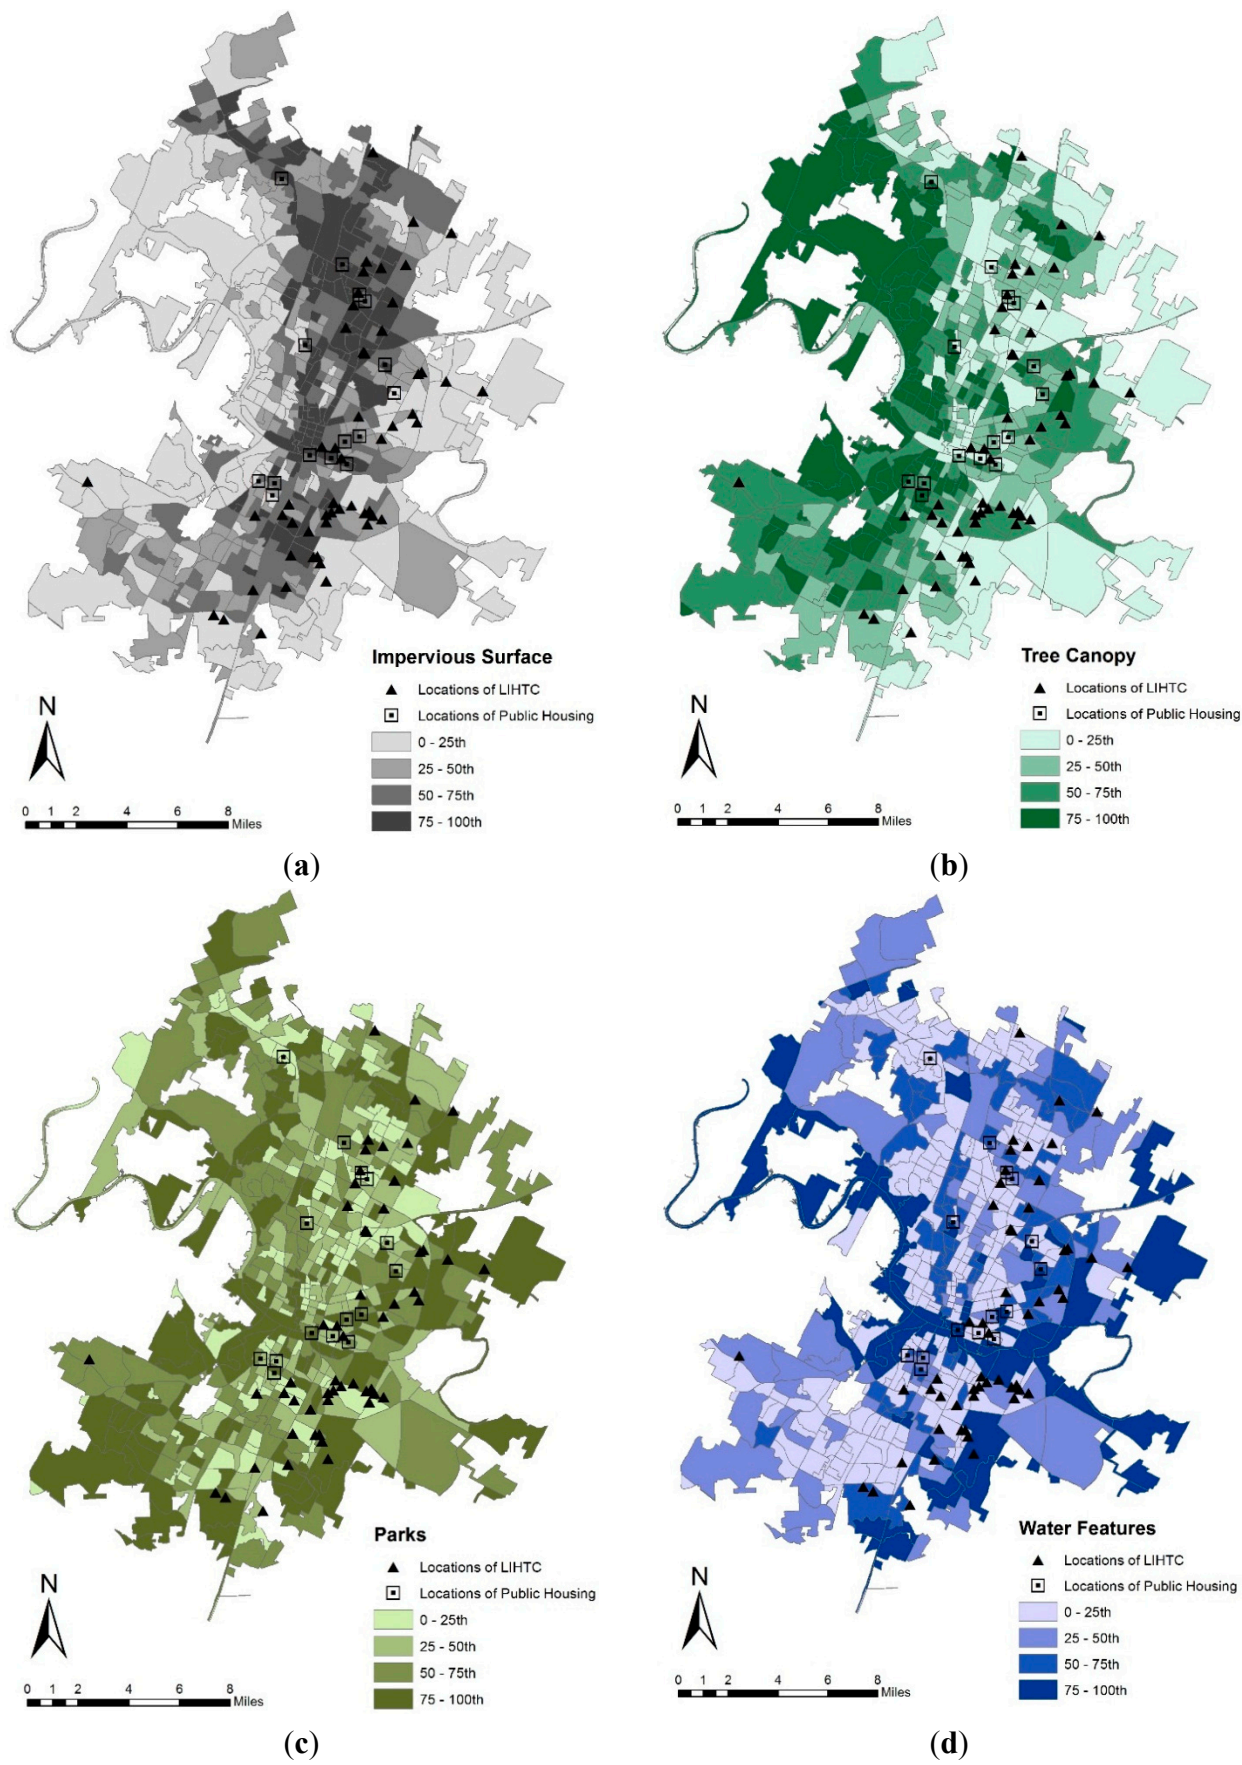 Impervious Surface
Locations of LIHTC
Locations of Public Housing
0 - 25th
25 - 50th
50 - 75th
75 - 100th
N
0 1 2 4 6 8
Miles
(a)
Tree Canopy
Locations of LIHTC
Locations of Public Housing
0 - 25th
25 - 50th
50 - 75th
75 - 100th
N
0 1 2 4 6 8
Miles
(b)
Parks
Locations of LIHTC
Locations of Public Housing
0 - 25th
25 - 50th
50 - 75th
75 - 100th
N
0 1 2 4 6 8
Miles
(c)
Water Features
Locations of LIHTC
Locations of Public Housing
0 - 25th
25 - 50th
50 - 75th
75 - 100th
N
0 1 2 4 6 8
Miles
(d)